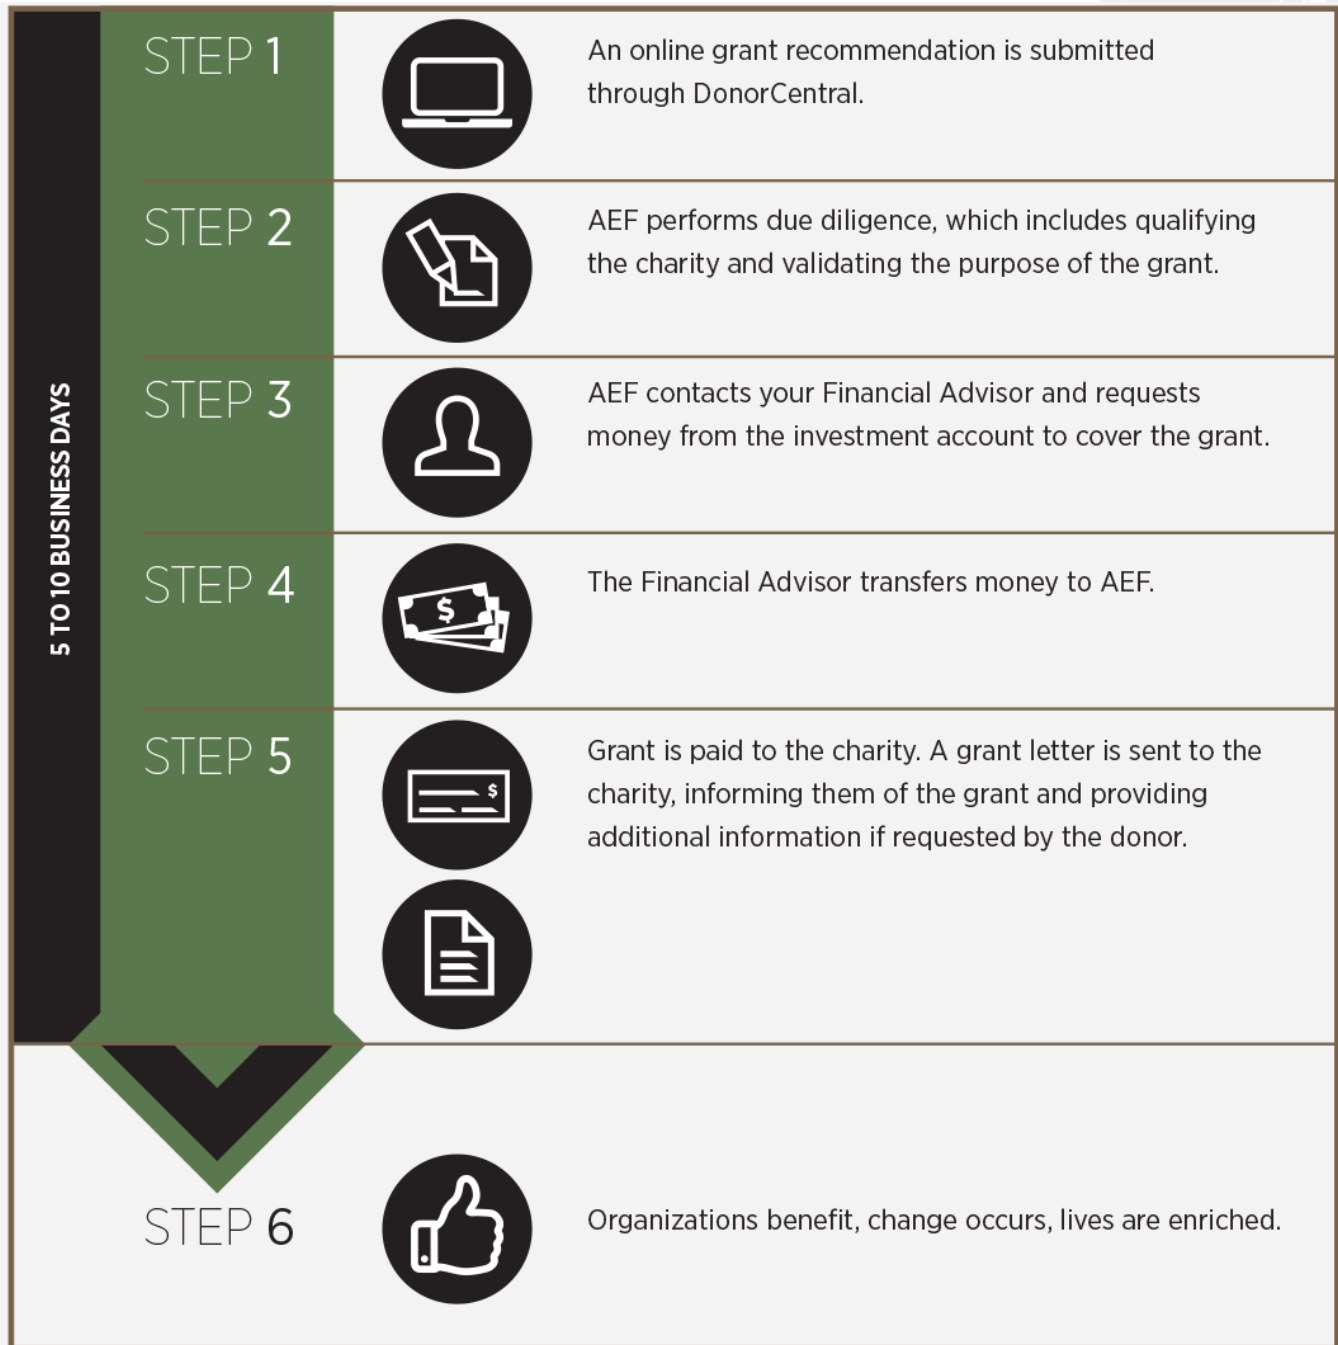 STEP 1
An online grant recommendation is submitted
through DonorCentral.
STEP 2
AEF performs due diligence, which includes qualifying
the charity and validating the purpose of the grant.
STEP 3
AEF contacts your Financial Advisor and requests
money from the investment account to cover the grant.
5 TO 10 BUSINESS DAYS
STEP 4
$
The Financial Advisor transfers money to AEF.
STEP 5
$
Grant is paid to the charity. A grant letter is sent to the
charity, informing them of the grant and providing
additional information if requested by the donor.
STEP 6
Organizations benefit, change occurs, lives are enriched.